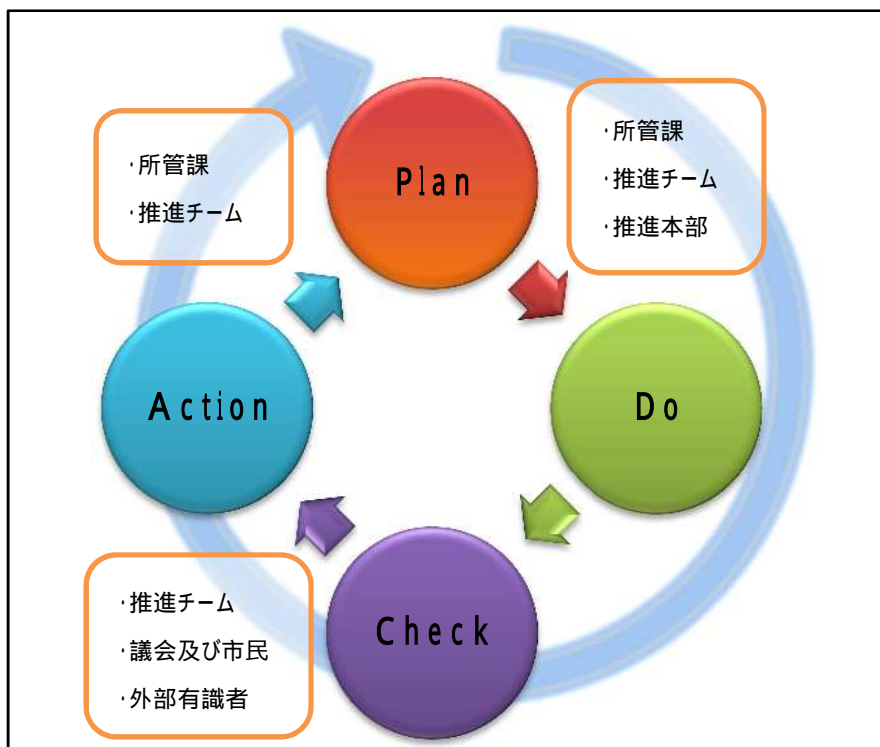 Plan
·所管課
·推進チーム
·推進本部
Do
Check
·推進チーム
·議会及び市民
·外部有識者
Action
·所管課
·推進チーム